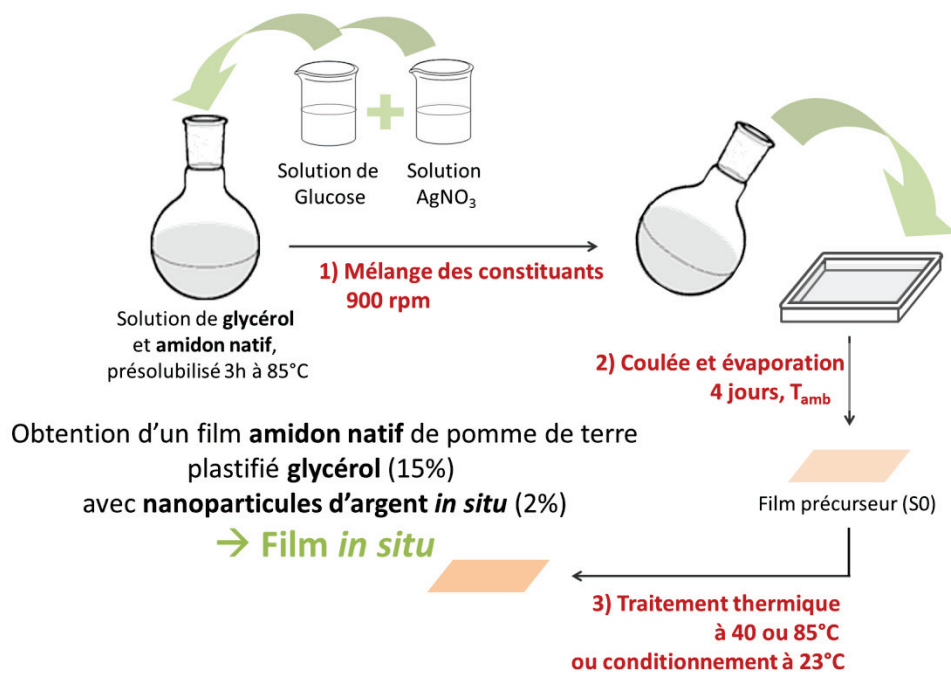 Solution de
Glucose
Solution
AgNO₃
1) Mélange des constituants
900 rpm
Solution de glycérol
et amidon natif,
présolubilisé 3h à 85°C
2) Coulée et évaporation
4 jours, Tamb
Obtention d'un film amidon natif de pomme de terre
plastifié glycérol (15%)
avec nanoparticules d'argent in situ (2%)
→ Film in situ
Film précurseur (S0)
3) Traitement thermique
à 40 ou 85°C
ou conditionnement à 23°C